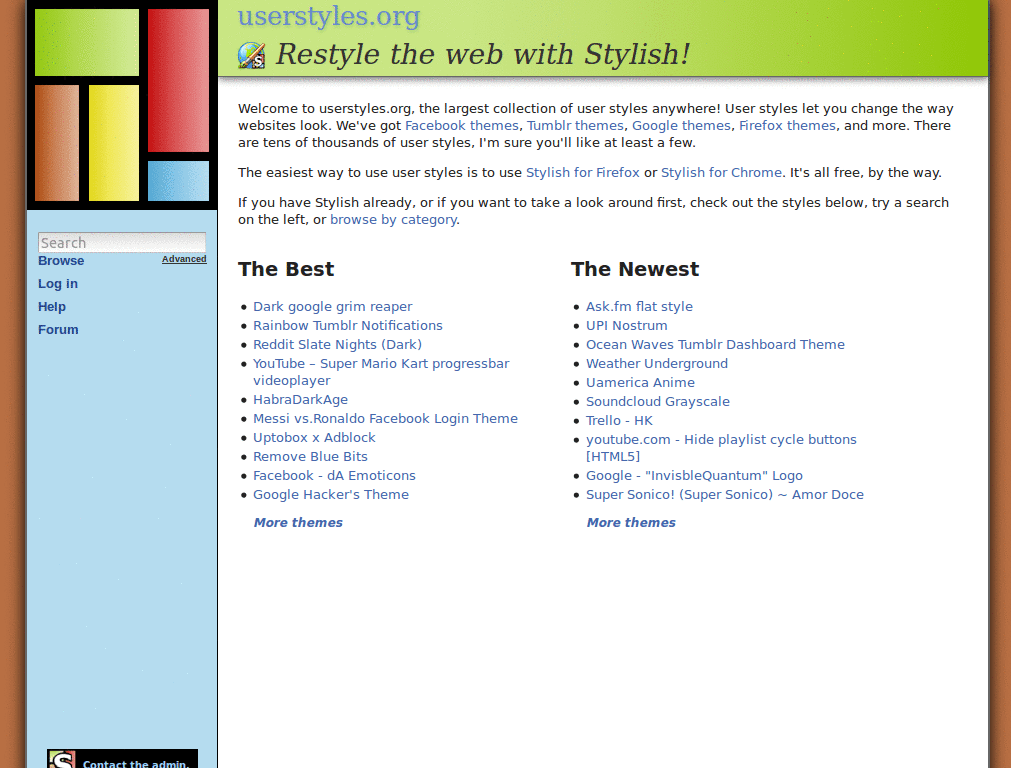 userstyles.org
Restyle the web with Stylish!
Search
Browse
Advanced
Log in
Help
Forum
Welcome to userstyles.org, the largest collection of user styles anywhere! User styles let you change the way
websites look. We've got Facebook themes, Tumblr themes, Google themes, Firefox themes, and more. There
are tens of thousands of user styles, I'm sure you'll like at least a few.
The easiest way to use user styles is to use Stylish for Firefox or Stylish for Chrome. It's all free, by the way.
If you have Stylish already, or if you want to take a look around first, check out the styles below, try a search
on the left, or browse by category.
The Best
Dark google grim reaper
Rainbow Tumblr Notifications
Reddit Slate Nights (Dark)
YouTube – Super Mario Kart progressbar
videoplayer
HabraDarkAge
Messi vs.Ronaldo Facebook Login Theme
Uptobox x Adblock
Remove Blue Bits
Facebook - dA Emoticons
Google Hacker's Theme
More themes
The Newest
Ask.fm flat style
UPI Nostrum
Ocean Waves Tumblr Dashboard Theme
Weather Underground
Uamerica Anime
Soundcloud Grayscale
Trello - HK
youtube.com - Hide playlist cycle buttons
[HTML5]
Google - "InvisbleQuantum" Logo
Super Sonico! (Super Sonico) ~ Amor Doce
More themes
S Contact the admin.